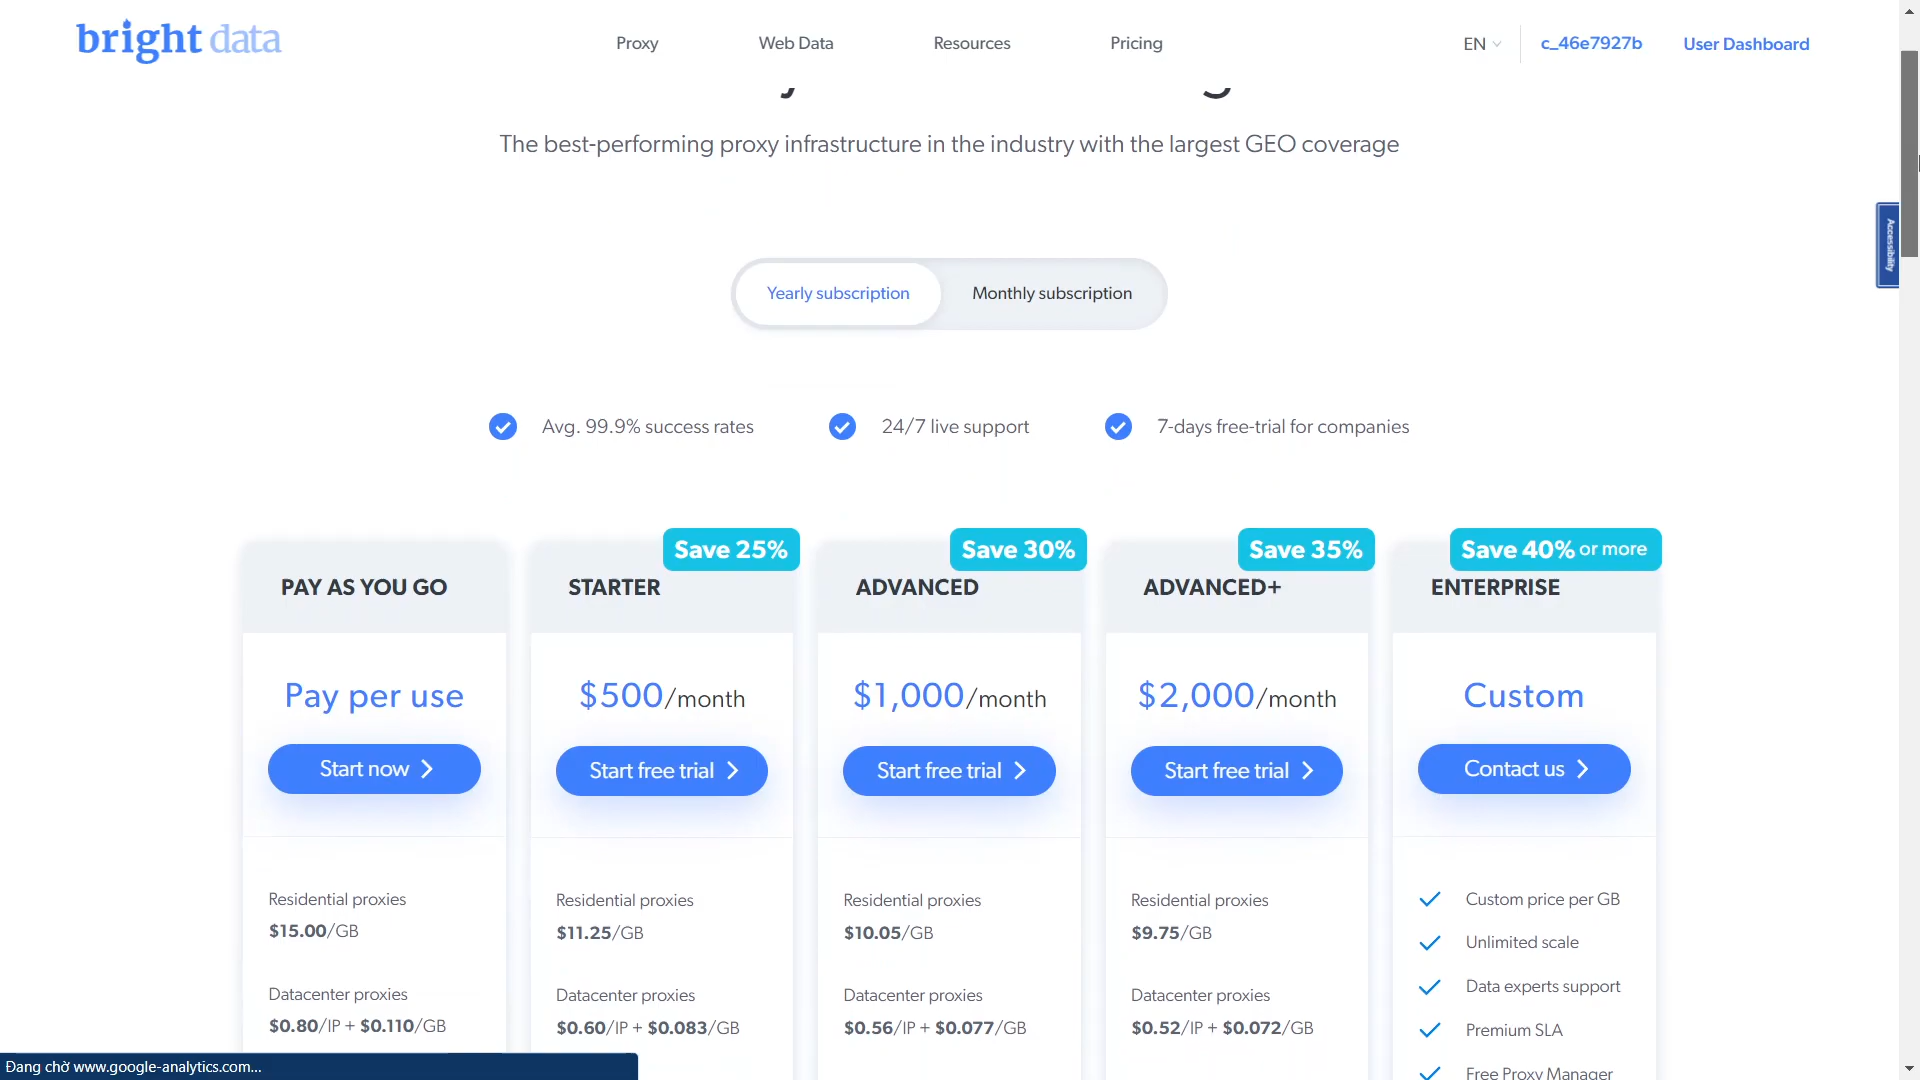 bright data
Proxy
Web Data
Resources
Pricing
EN
c_46e7927b
User Dashboard
The best-performing proxy infrastructure in the industry with the largest GEO coverage
Accessibility
Yearly subscription
Monthly subscription
Avg. 99.9% success rates
24/7 live support
7-days free-trial for companies
PAY AS YOU GO
Pay per use
Start now
Residential proxies
$15.00/GB
Datacenter proxies
$0.80/IP + $0.110/GB
Save 25%
STARTER
$500/month
Start free trial
Residential proxies
$11.25/GB
Datacenter proxies
$0.60/IP + $0.083/GB
Save 30%
ADVANCED
$1,000/month
Start free trial
Residential proxies
$10.05/GB
Datacenter proxies
$0.56/IP + $0.077/GB
Save 35%
ADVANCED+
$2,000/month
Start free trial
Residential proxies
$9.75/GB
Datacenter proxies
$0.52/IP + $0.072/GB
Save 40% or more
ENTERPRISE
Custom
Contact us
Custom price per GB
Unlimited scale
Data experts support
Premium SLA
Free Proxy Manager
Đang chờ www.google-analytics.com...